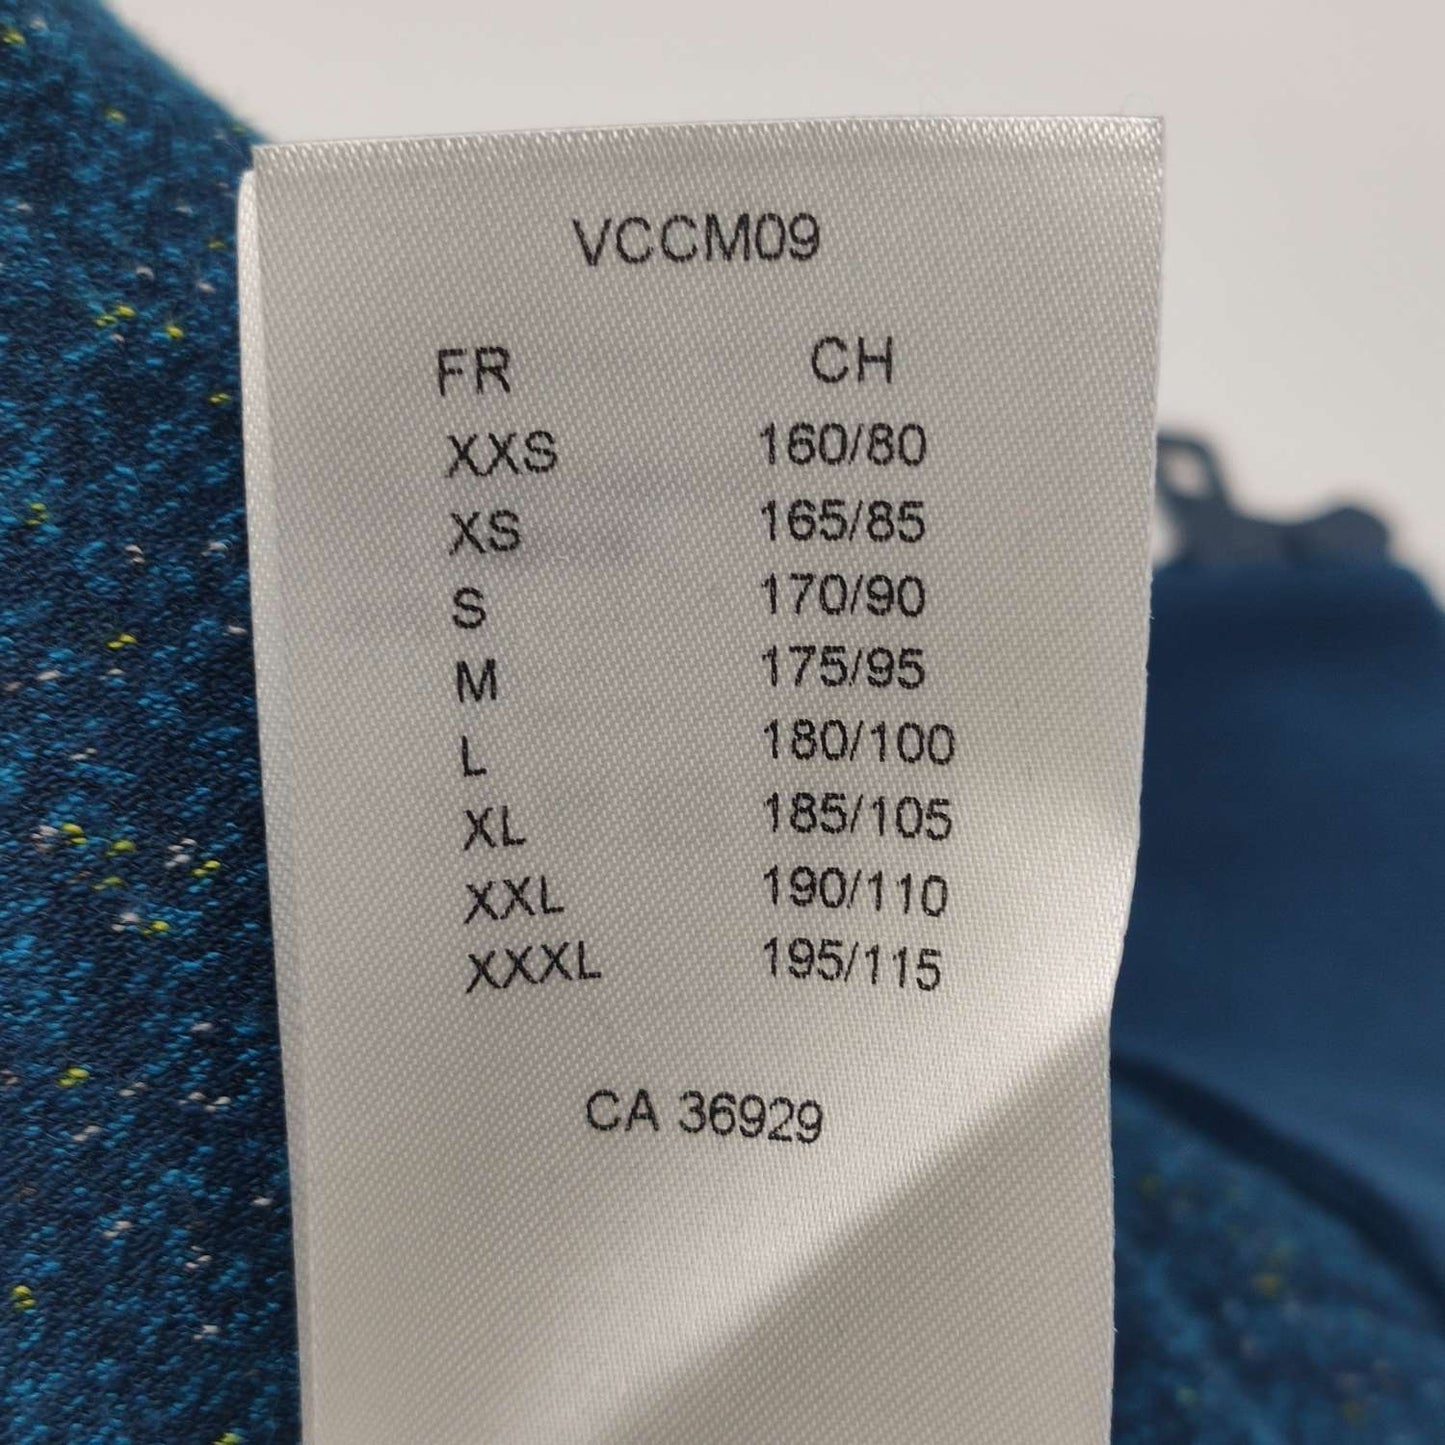 VCCM09
FR CH
XXS 160/80
XS 165/85
S 170/90
M 175/95
L 180/100
XL 185/105
XXL 190/110
XXXL 195/115
CA 36929